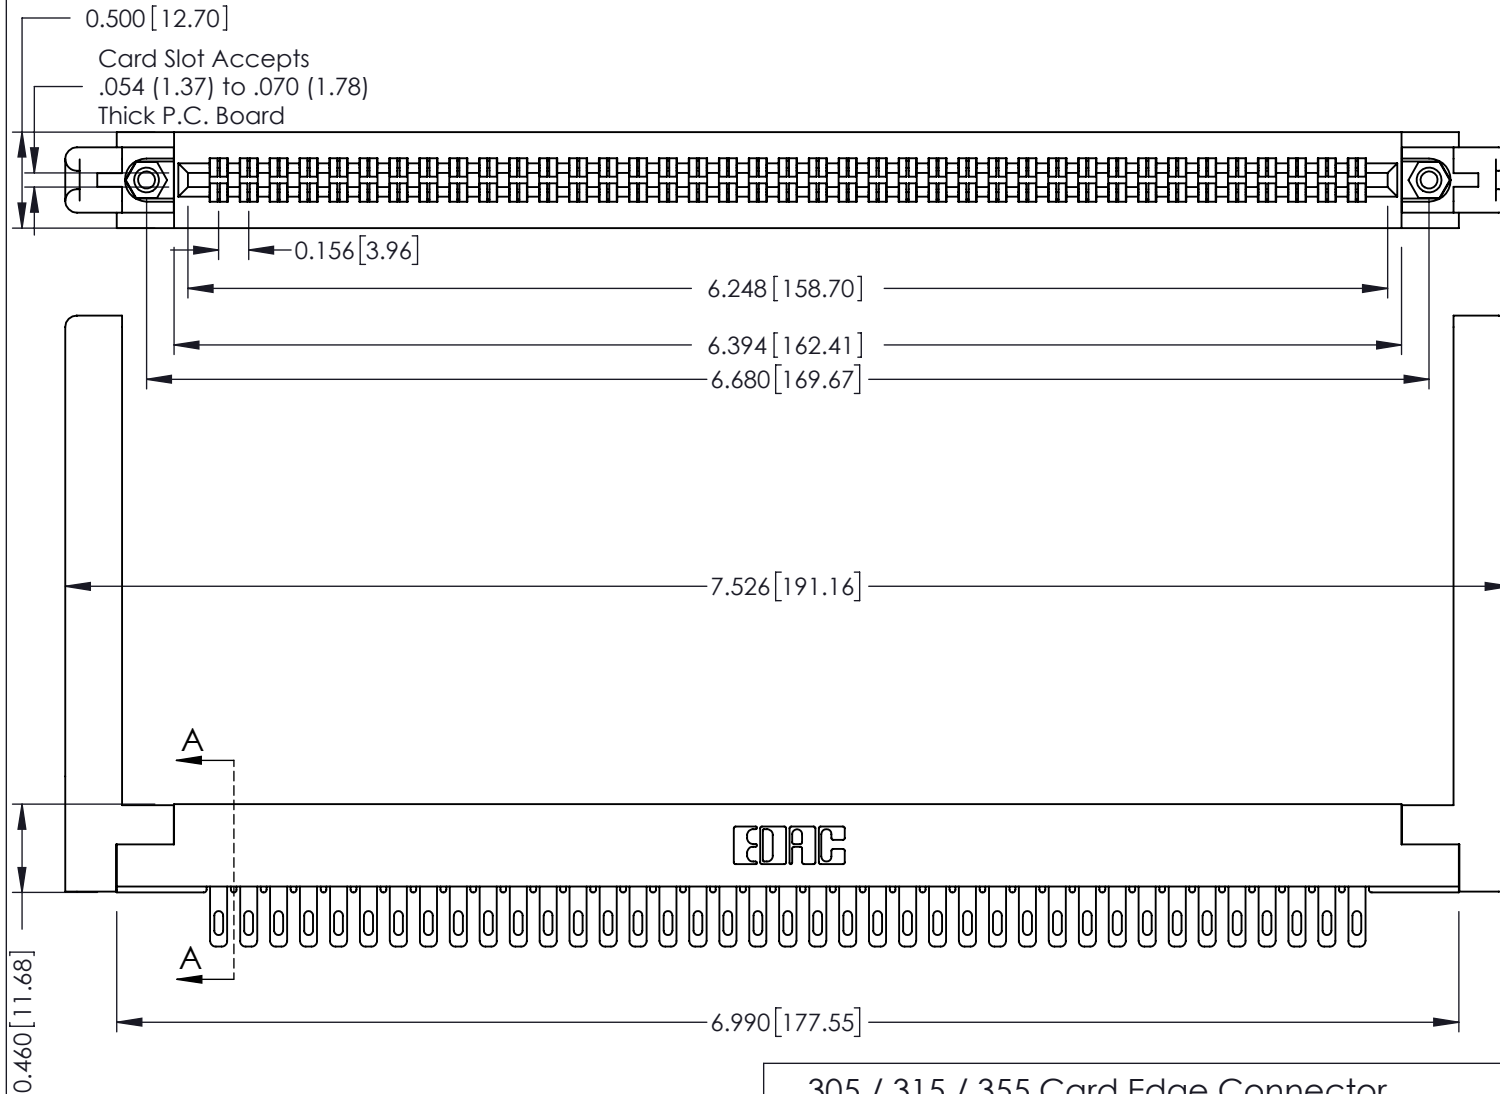 0.500[12.70]
Card Slot Accepts
.054 (1.37) to .070 (1.78)
Thick P.C. Board
0.156[3.96]
6.248[158.70]
6.394[162.41]
6.680[169.67]
7.526[191.16]
A
EDAC
A
0.460[11.68]
6.990[177.55]
305 / 315 / 355 Card Edge Connector